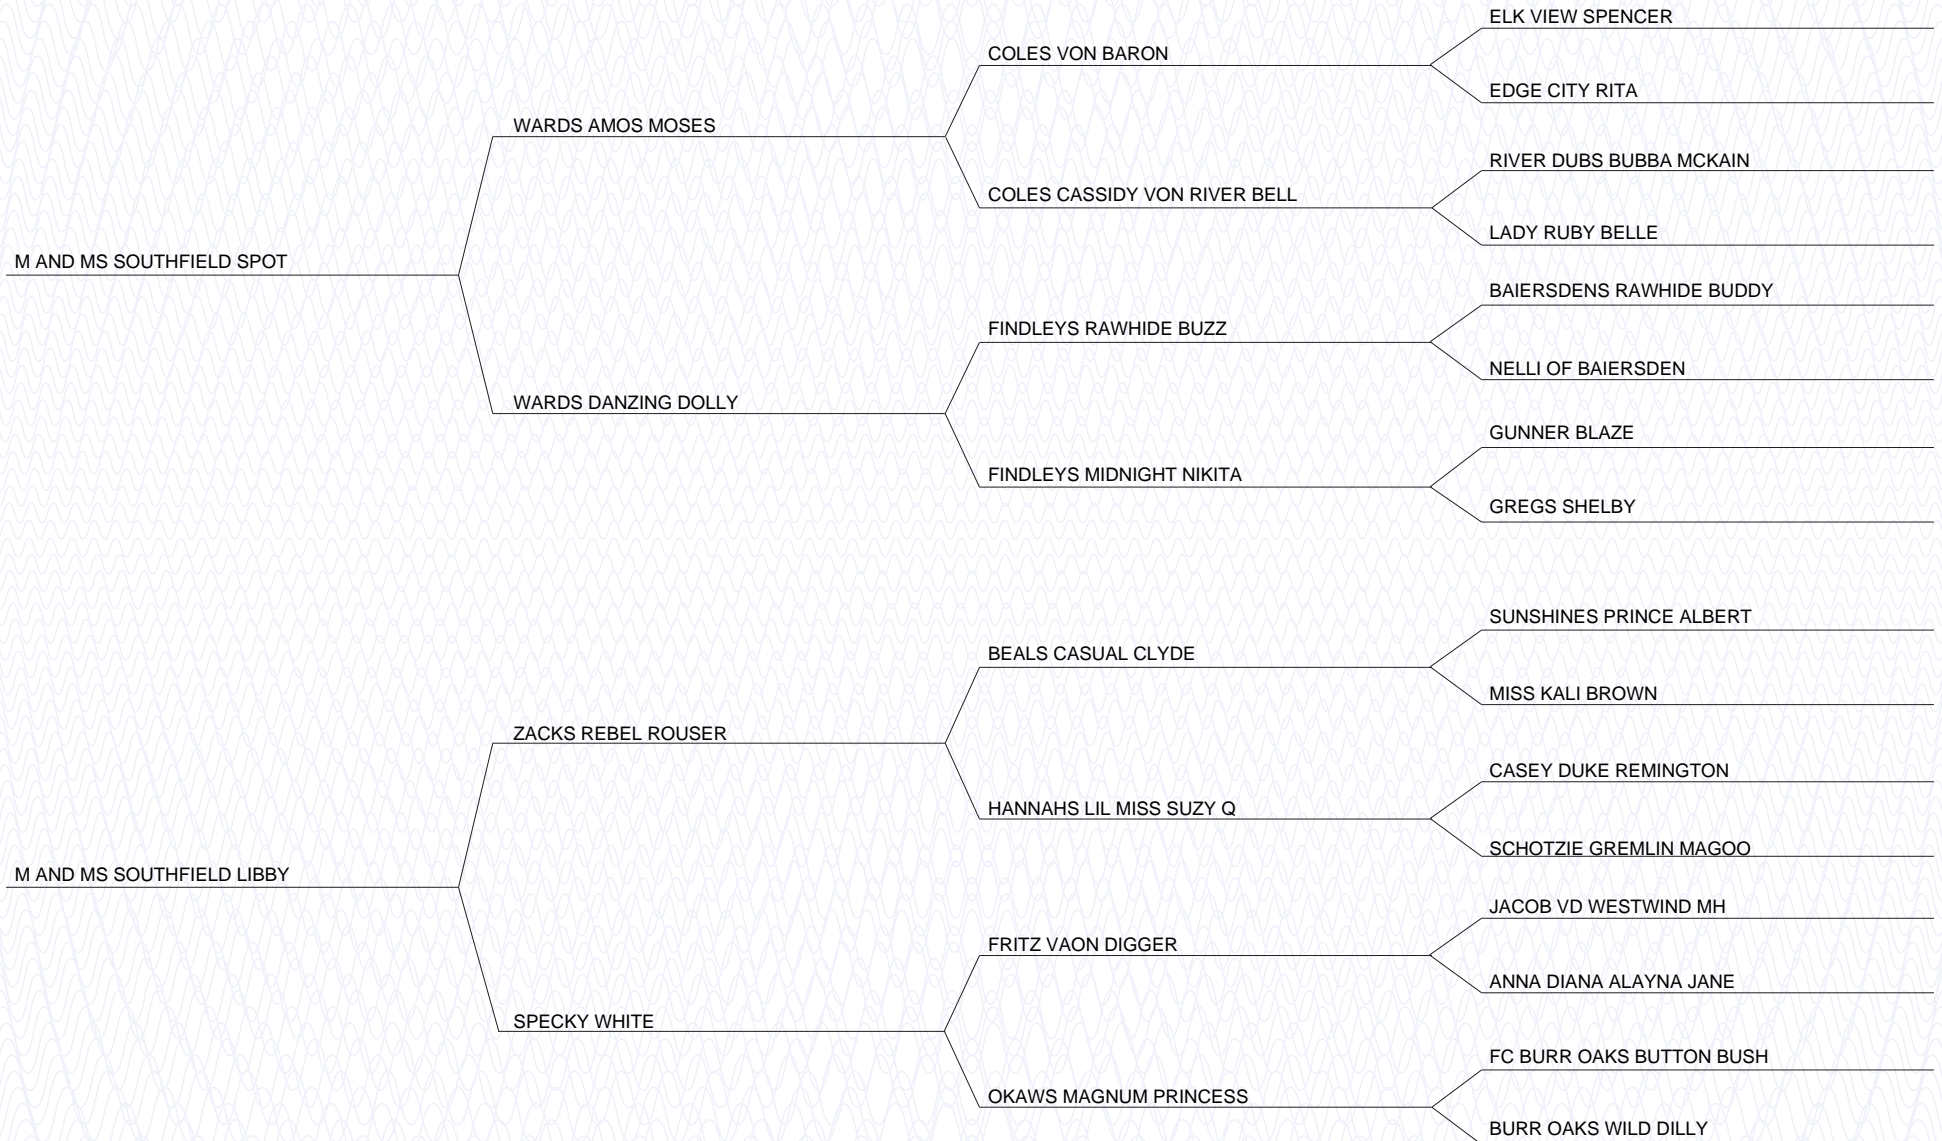 ELK VIEW SPENCER
COLES VON BARON
EDGE CITY RITA
WARDS AMOS MOSES
RIVER DUBS BUBBA MCKAIN
COLES CASSIDY VON RIVER BELL
LADY RUBY BELLE
M AND MS SOUTHFIELD SPOT
BAIERSDENS RAWHIDE BUDDY
FINDLEYS RAWHIDE BUZZ
NELLI OF BAIERSDEN
WARDS DANZING DOLLY
GUNNER BLAZE
FINDLEYS MIDNIGHT NIKITA
GREGS SHELBY
SUNSHINES PRINCE ALBERT
BEALS CASUAL CLYDE
MISS KALI BROWN
ZACKS REBEL ROUSER
CASEY DUKE REMINGTON
HANNAHS LIL MISS SUZY Q
SCHOTZIE GREMLIN MAGOO
M AND MS SOUTHFIELD LIBBY
JACOB VD WESTWIND MH
FRITZ VAON DIGGER
ANNA DIANA ALAYNA JANE
SPECKY WHITE
FC BURR OAKS BUTTON BUSH
OKAWS MAGNUM PRINCESS
BURR OAKS WILD DILLY